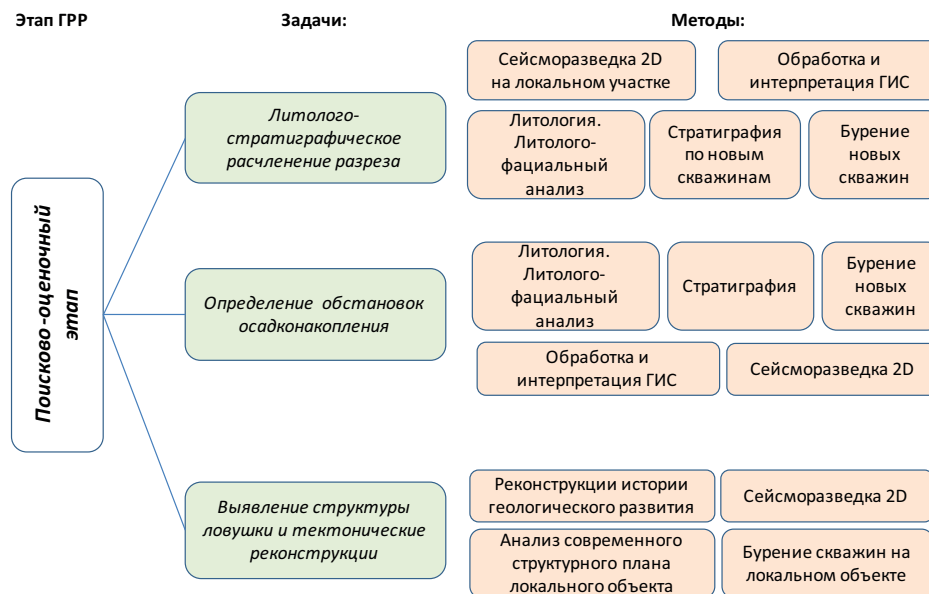 Этап ГРР
Задачи:
Методы:
Поисково-оценочный
этап
Литолого-
стратиграфическое
расчленение разреза
Сейсморазведка 2D
на локальном участке
Обработка и
интерпретация ГИС
Литология.
Литолого-
фациальный
анализ
Стратиграфия
по новым
скважинам
Бурение
новых
скважин
Определение обстановок
осадконакопления
Литология.
Литолого-
фациальный
анализ
Стратиграфия
Бурение
новых
скважин
Обработка и
интерпретация ГИС
Сейсморазведка 2D
Выявление структуры
ловушки и тектонические
реконструкции
Реконструкции истории
геологического развития
Сейсморазведка 2D
Анализ современного
структурного плана
локального объекта
Бурение скважин на
локальном объекте